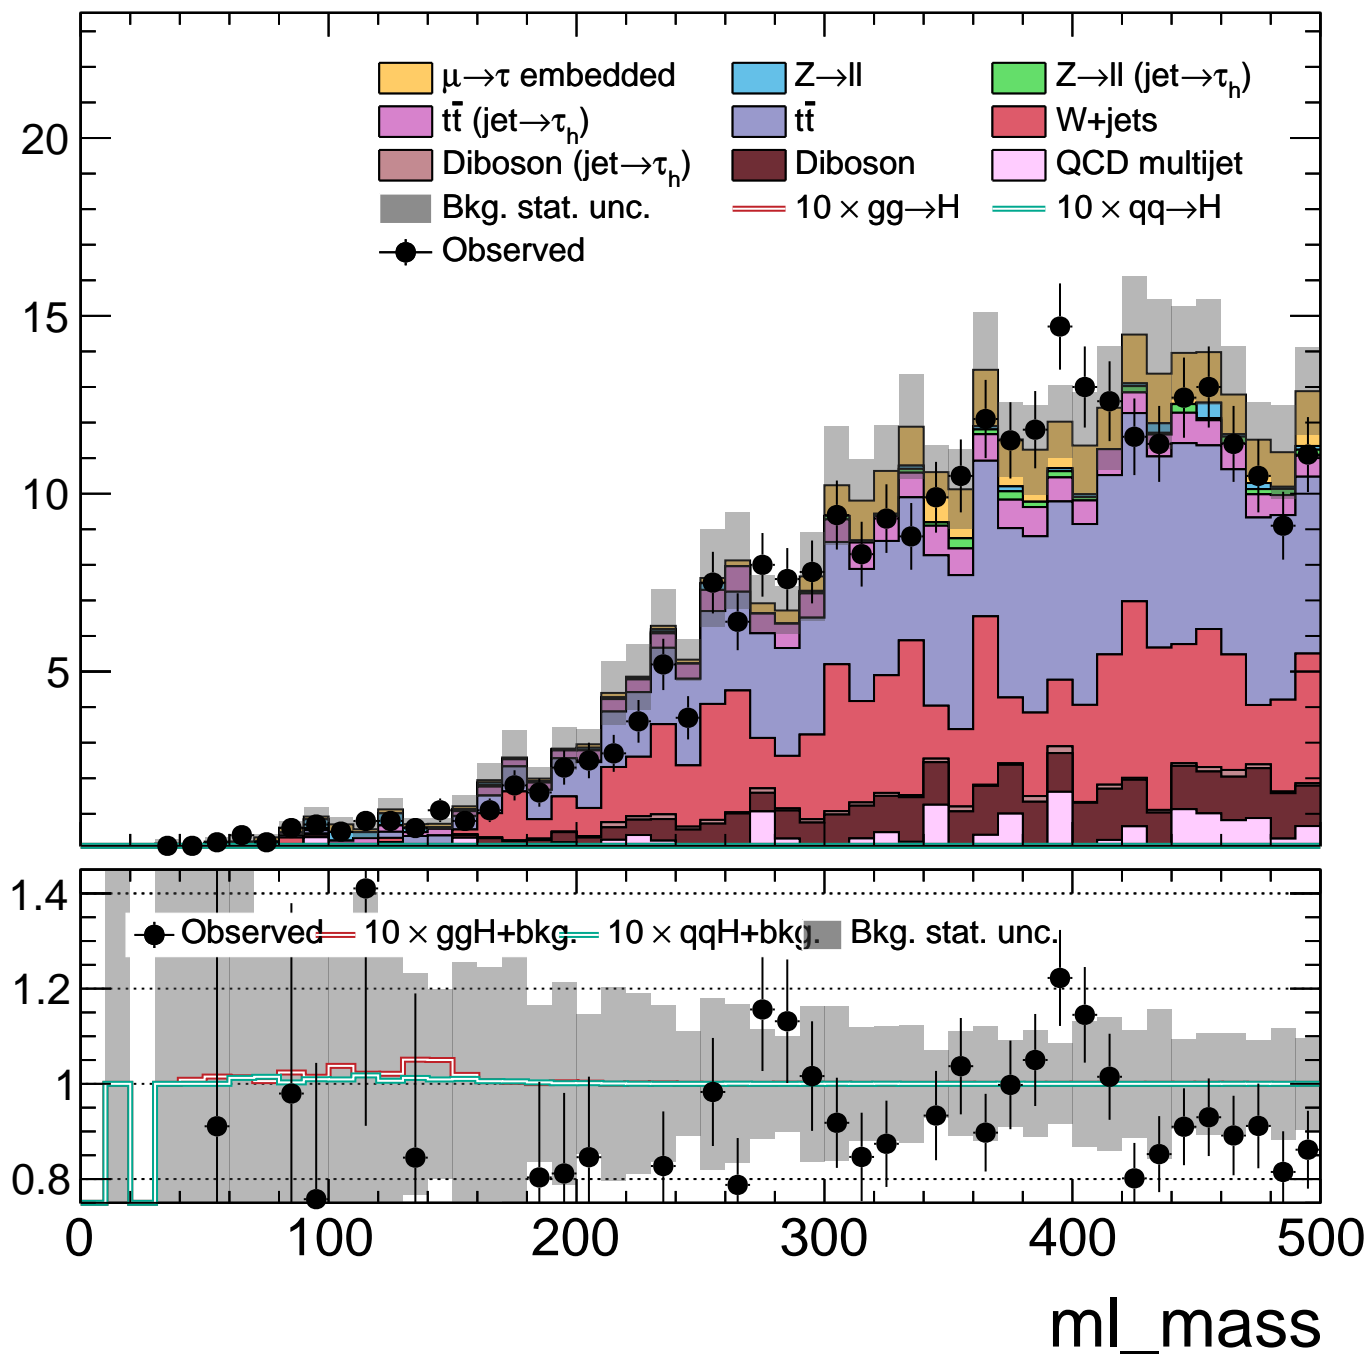 μ→τ embedded Z→ll Z→ll (jet→τh)
tt̄ (jet→τh) tt̄ W+jets
Diboson (jet→τh) Diboson QCD multijet
Bkg. stat. unc. 10 × gg→H 10 × qq→H
Observed
20
15
10
5
1.4
Observed 10 × ggH+bkg. 10 × qqH+bkg. Bkg. stat. unc.
1.2
1
0.8
0 100 200 300 400 500
ml_mass